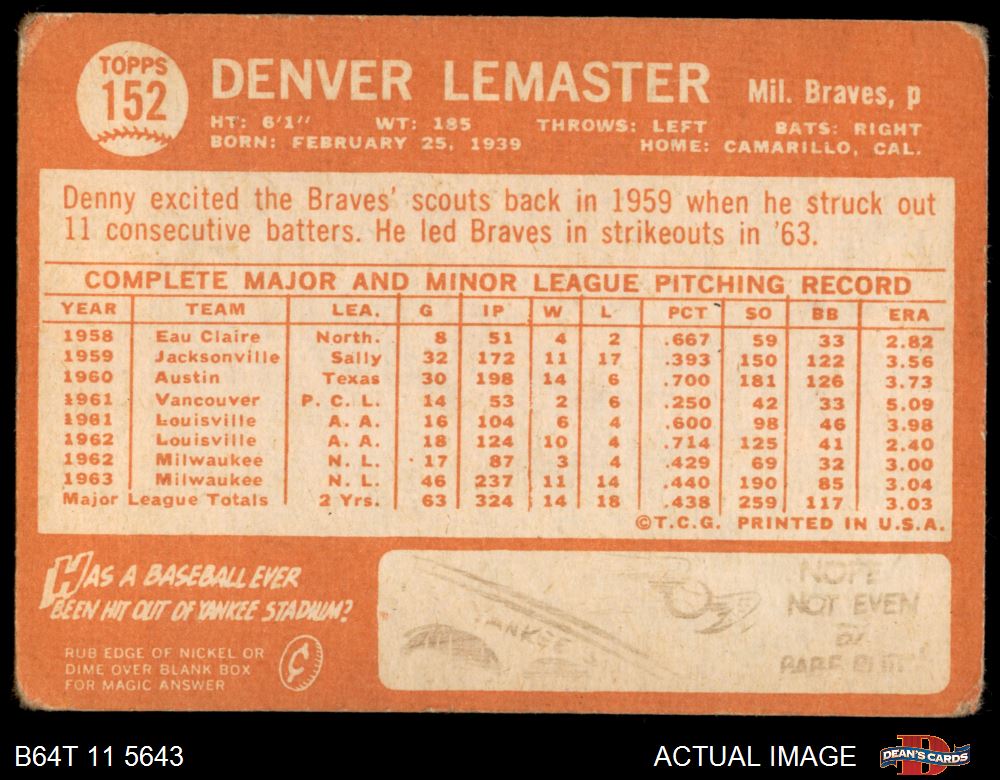 TOPPS
152
DENVER LEMASTER Mil. Braves, p
HT: 6'1" WT: 185 THROWS: LEFT BATS: RIGHT
BORN: FEBRUARY 25, 1939 HOME: CAMARILLO, CAL.
Denny excited the Braves' scouts back in 1959 when he struck out
11 consecutive batters. He led Braves in strikeouts in '63.
COMPLETE MAJOR AND MINOR LEAGUE PITCHING RECORD
YEAR TEAM LEA. G IP W L PCT SO BB ERA
1958 Eau Claire North. 8 51 4 2 .667 59 33 2.82
1959 Jacksonville Sally 32 172 11 17 .393 150 122 3.56
1960 Austin Texas 30 198 14 6 .700 181 126 3.73
1961 Vancouver P.C.L. 14 53 2 6 .250 42 33 5.09
1961 Louisville A. A. 16 104 6 4 .600 98 46 3.98
1962 Louisville A. A. 18 124 10 4 .714 125 41 2.40
1962 Milwaukee N. L. 17 87 3 4 .429 69 32 3.00
1963 Milwaukee N. L. 46 237 11 14 .440 190 85 3.04
Major League Totals 2 Yrs. 63 324 14 18 .438 259 117 3.03
©T.C.G. PRINTED IN U.S.A.
HAS A BASEBALL EVER
BEEN HIT OUT OF YANKEE STADIUM?
RUB EDGE OF NICKEL OR
DIME OVER BLANK BOX
FOR MAGIC ANSWER
YANKEE
NOPE
NOT EVEN
BY
BABE RUTH
B64T 11 5643
ACTUAL IMAGE
DEAN'S CARDS